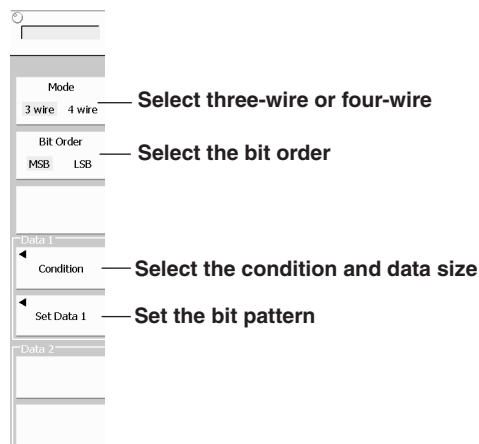 Mode
3 wire 4 wire
Select three-wire or four-wire
Bit Order
MSB LSB
Select the bit order
Data 1
Condition
Select the condition and data size
Set Data 1
Set the bit pattern
Data 2